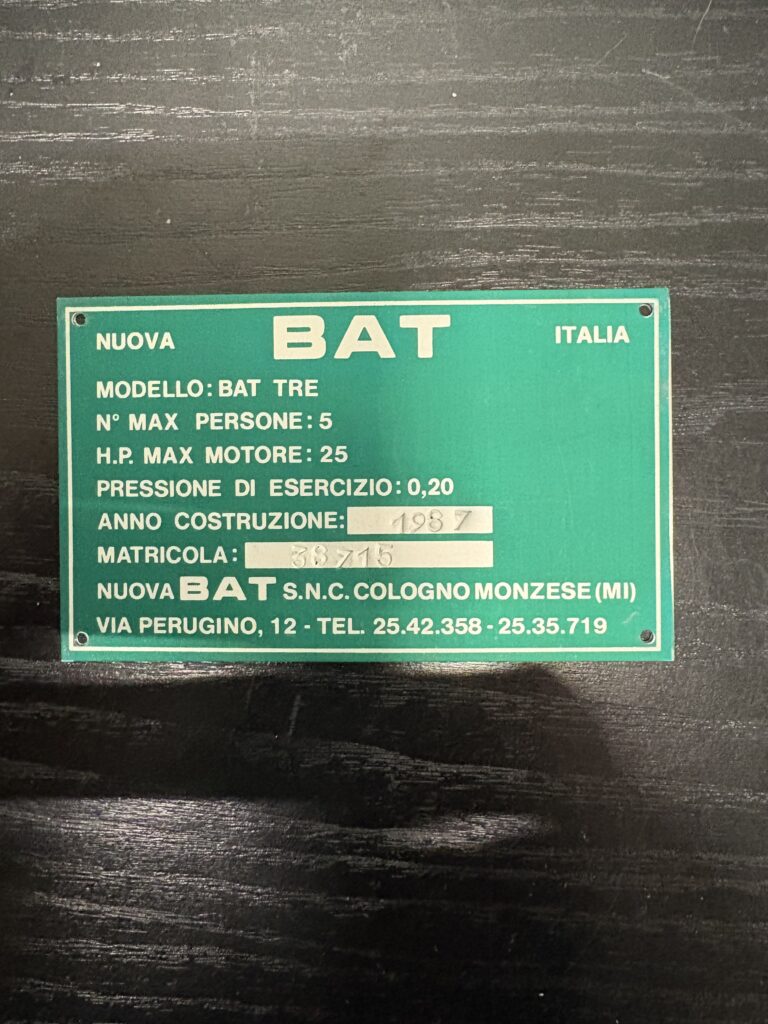 NUOVA BAT ITALIA
MODELLO: BAT TRE
N° MAX PERSONE: 5
H.P. MAX MOTORE: 25
PRESSIONE DI ESERCIZIO: 0,20
ANNO COSTRUZIONE: 1987
MATRICOLA: 38715
NUOVA BAT S.N.C. COLOGNO MONZESE (MI)
VIA PERUGINO, 12 - TEL. 25.42.358 - 25.35.719